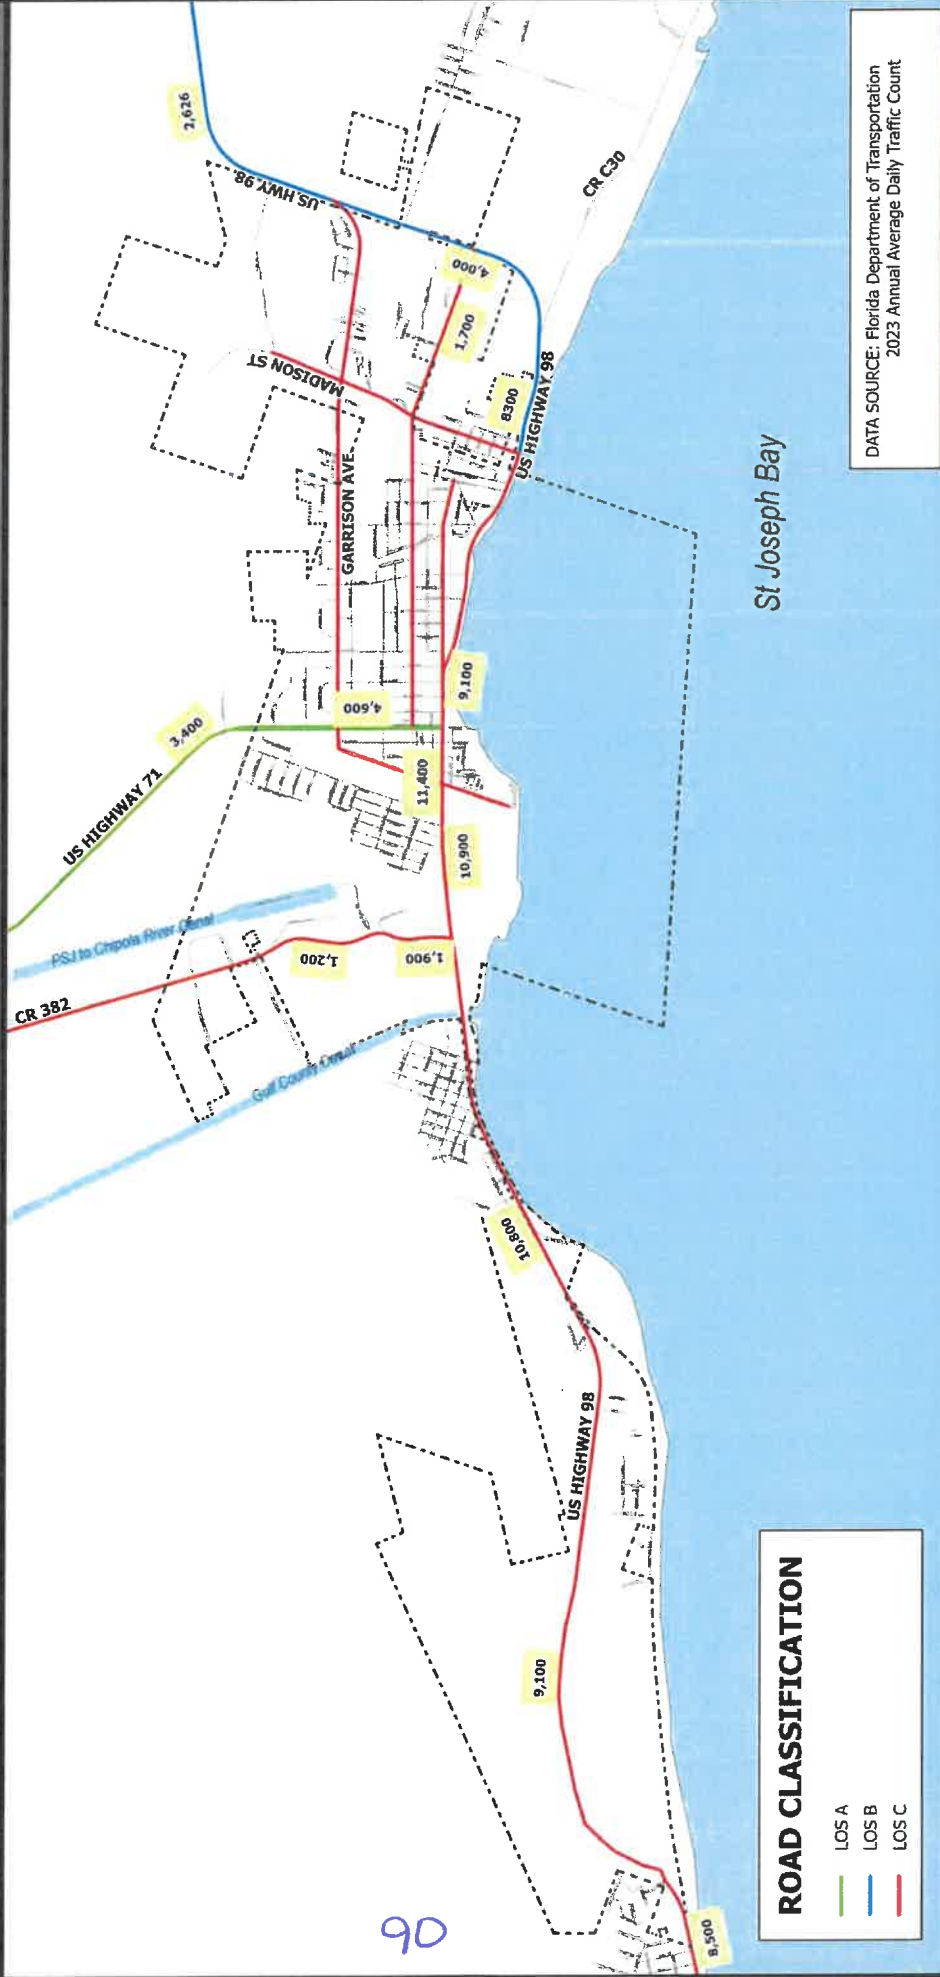 2,626
US HWY 98
4,000
1,700
CR C30
MADISON ST
8300
US HIGHWAY 98
GARRISON AVE
3,400
4,600
9,100
US HIGHWAY 71
11,400
10,900
PSJ to Chipola River Canal
CR 382
1,200
1,900
Gulf County Canal
10,800
US HIGHWAY 98
9,100
8,500
St Joseph Bay
DATA SOURCE: Florida Department of Transportation
2023 Annual Average Daily Traffic Count
ROAD CLASSIFICATION
LOS A
LOS B
LOS C
90